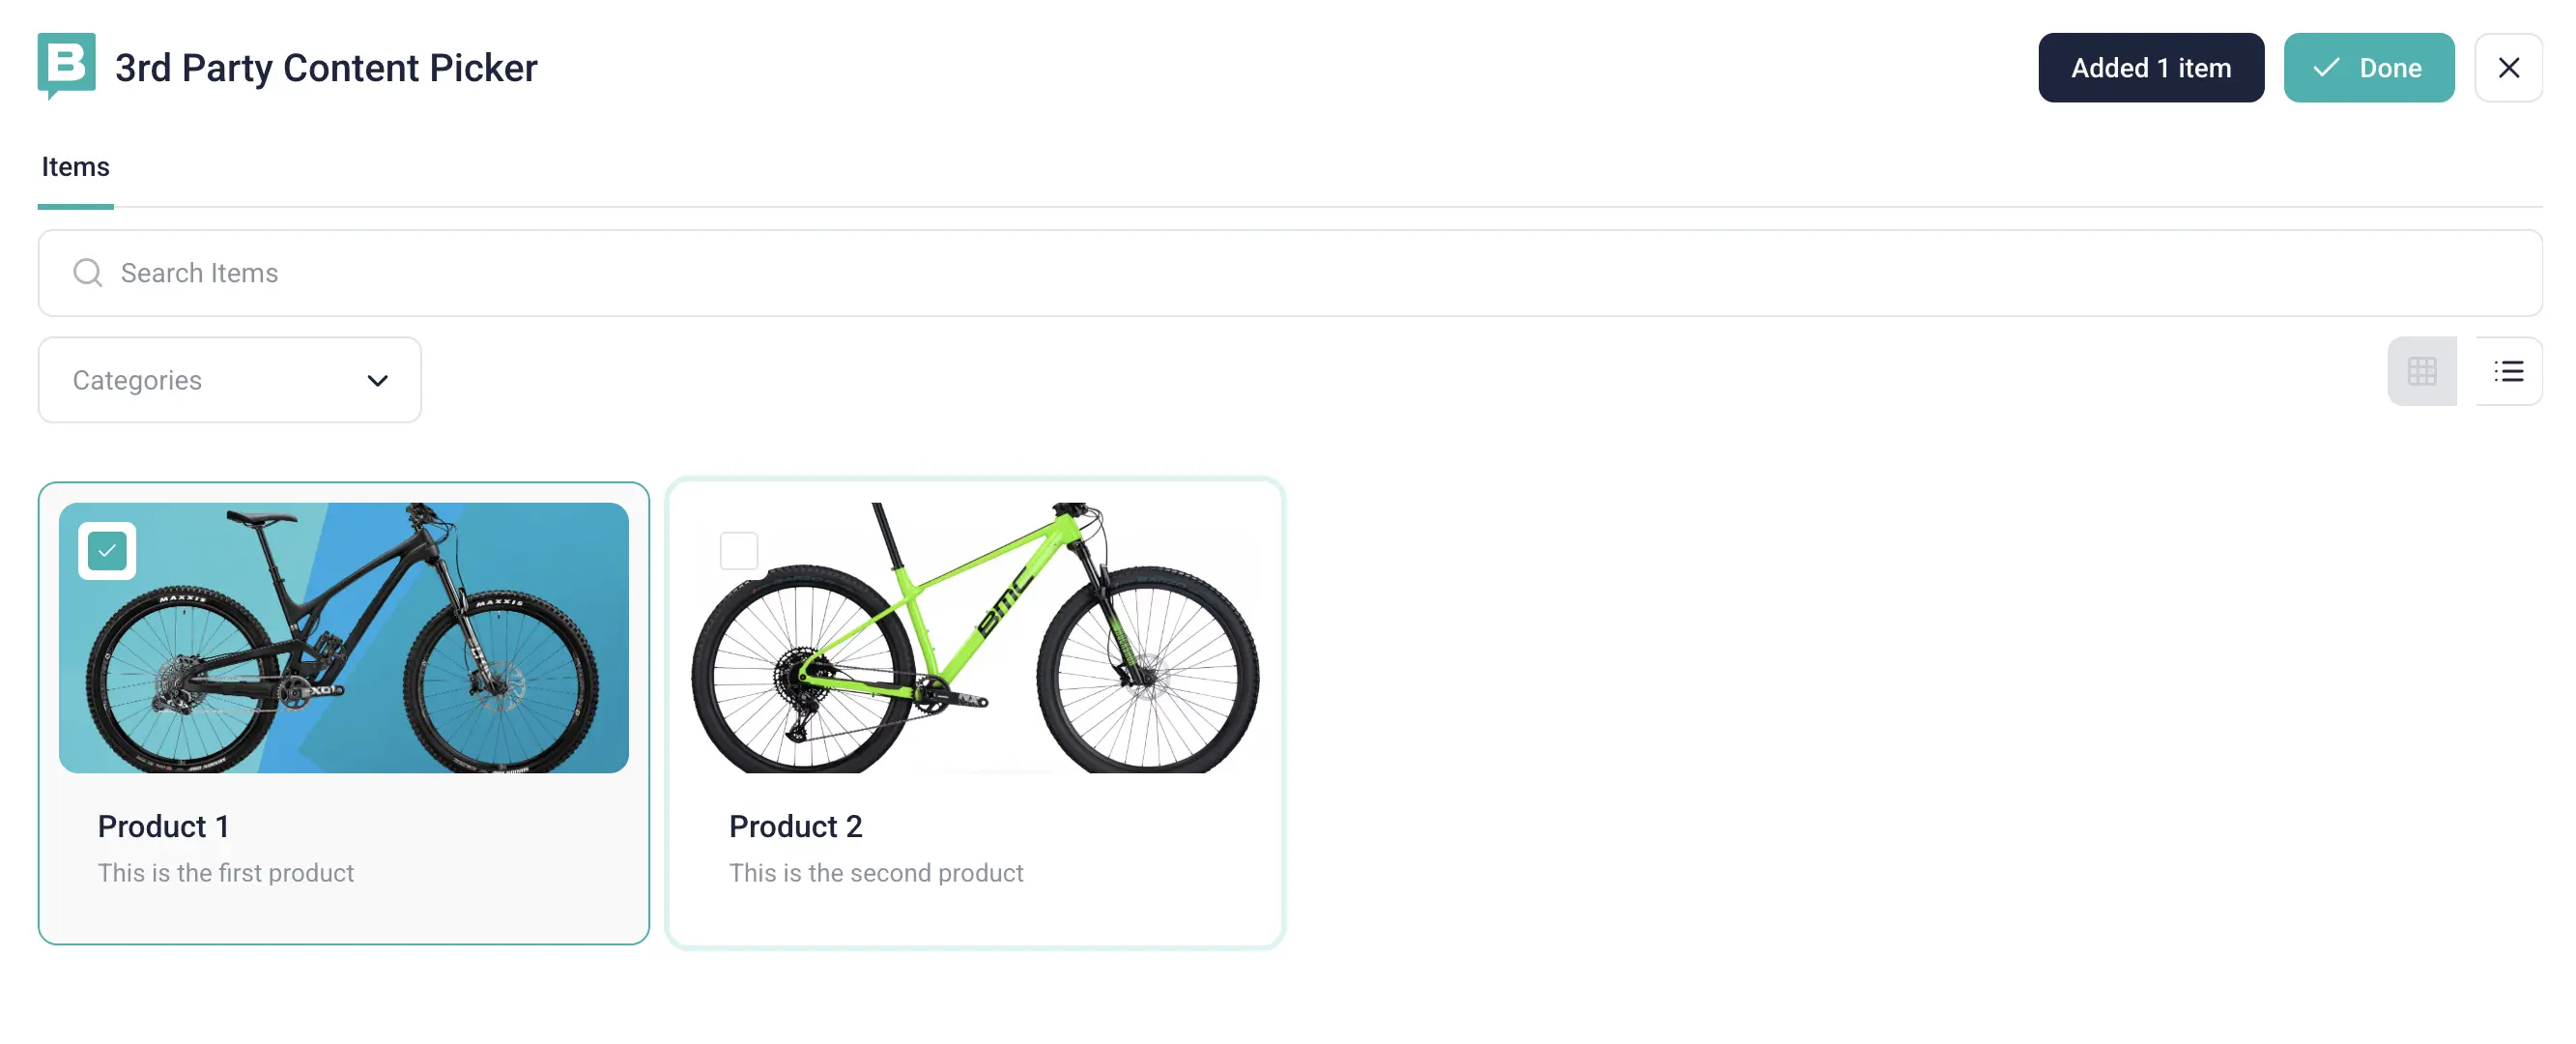 B
3rd Party Content Picker
Added 1 item
Done
Items
Search Items
Categories
MAXXIS
MAXXIS
X01
BMC
Product 1
This is the first product
Product 2
This is the second product